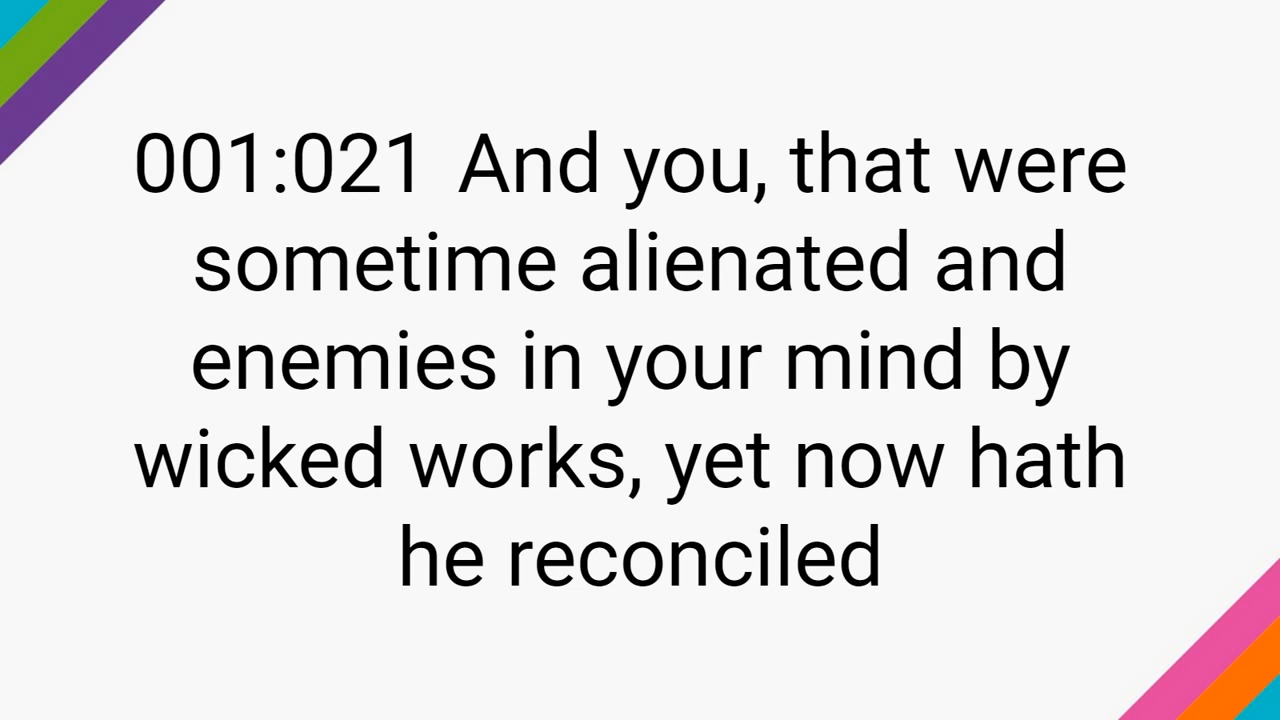 001:021 And you, that were
sometime alienated and
enemies in your mind by
wicked works, yet now hath
he reconciled